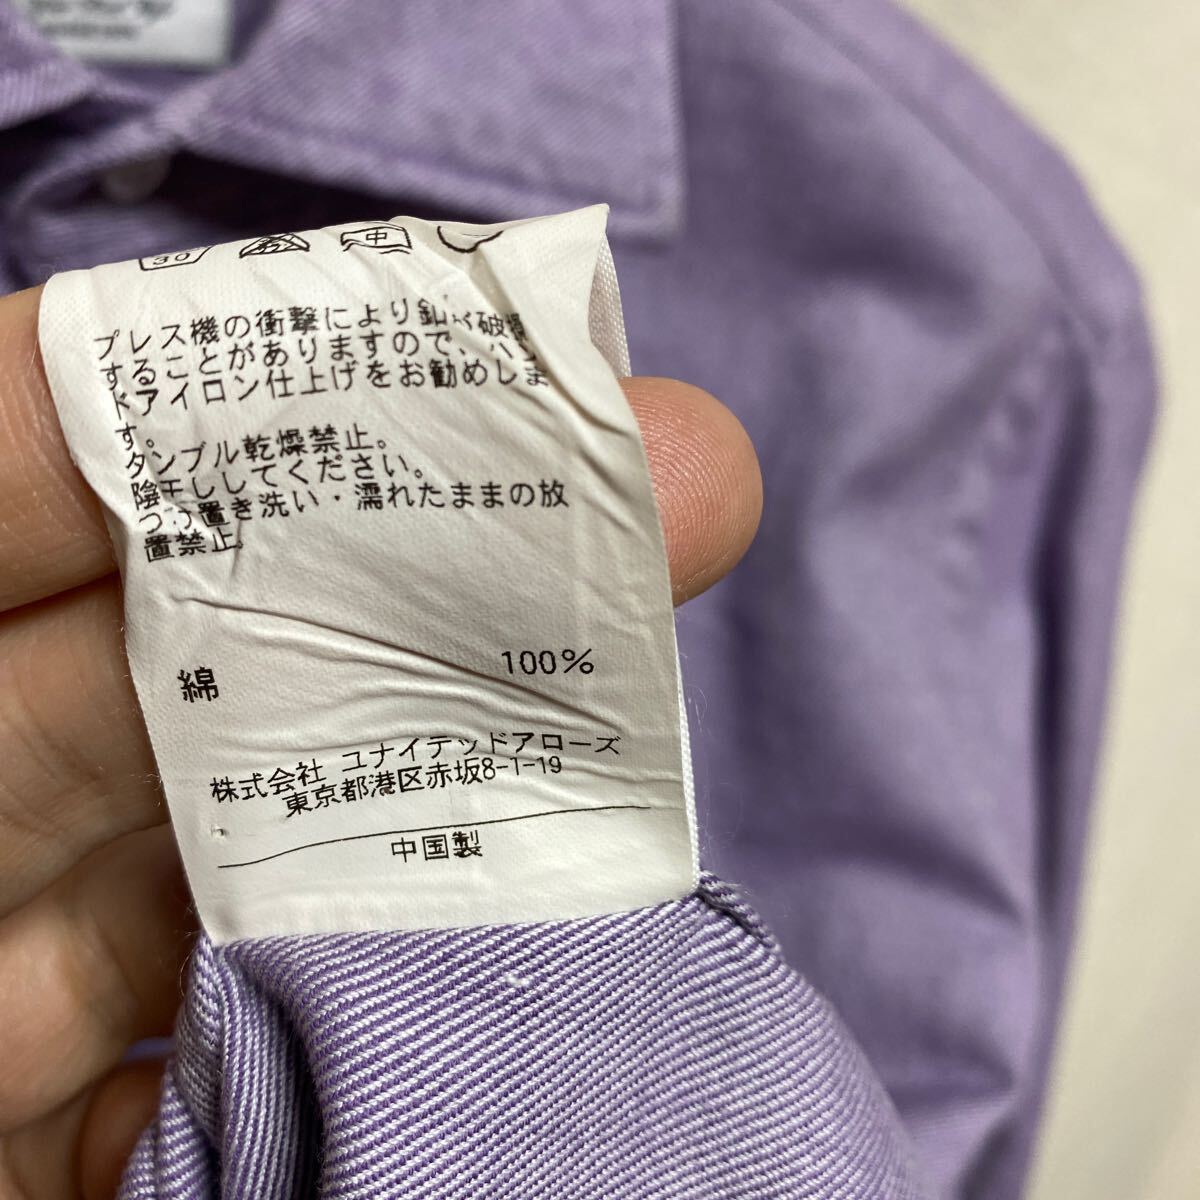 30
中
プレス機の衝撃により釦が破損
することがありますので、ハン
ドアイロン仕上げをお勧めしま
す。
タンブル乾燥禁止。
陰干ししてください。
つけ置き洗い・濡れたままの放
置禁止。
綿 100%
株式会社 ユナイテッドアローズ
東京都港区赤坂8-1-19
中国製